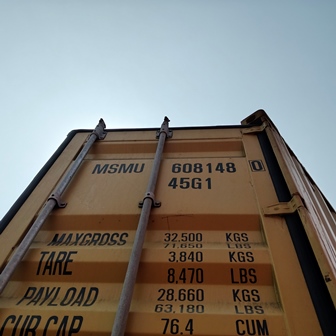 MSMU 608148 0
45G1
MAXGROSS 32.500 KGS
71.650 LBS
TARE 3.840 KGS
8.470 LBS
PAYLOAD 28.660 KGS
63.180 LBS
CUB CAP 76.4 CUM